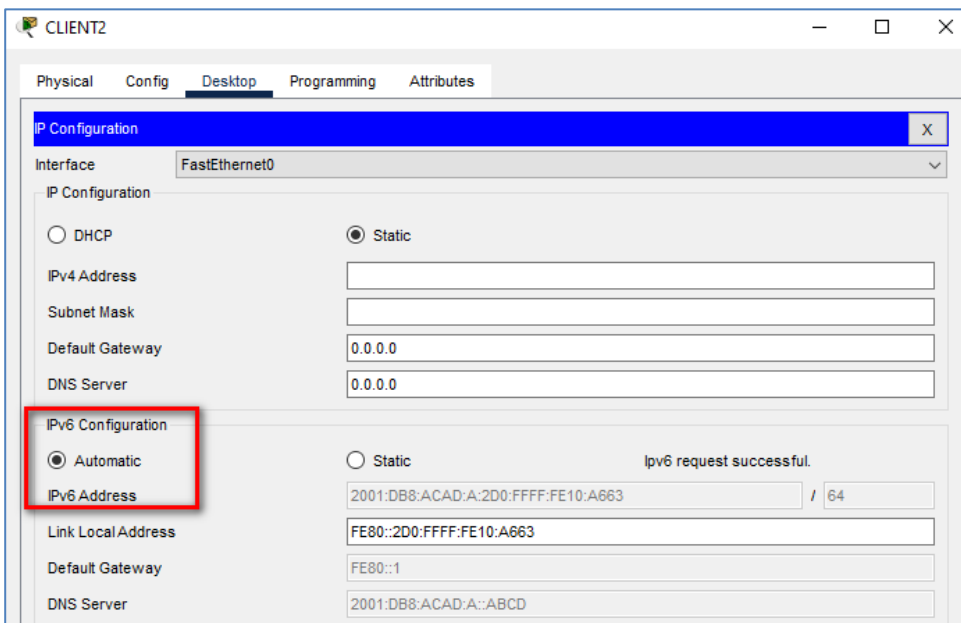 CLIENT2
Physical Config Desktop Programming Attributes
IP Configuration X
Interface FastEthernet0
IP Configuration
DHCP Static
IPv4 Address
Subnet Mask
Default Gateway 0.0.0.0
DNS Server 0.0.0.0
IPv6 Configuration
Automatic Static Ipv6 request successful.
IPv6 Address 2001:DB8:ACAD:A:2D0:FFFF:FE10:A663 / 64
Link Local Address FE80::2D0:FFFF:FE10:A663
Default Gateway FE80::1
DNS Server 2001:DB8:ACAD:A::ABCD